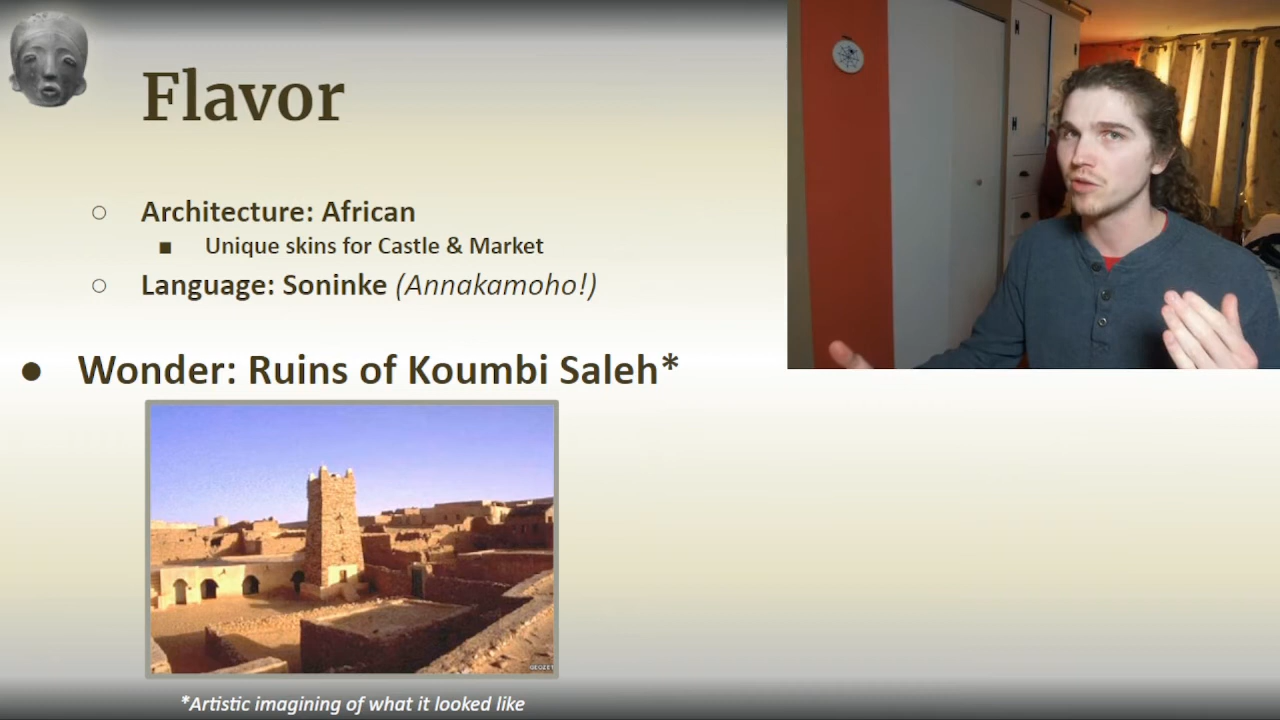 Flavor
Architecture: African
Unique skins for Castle & Market
Language: Soninke (Annakamoho!)
Wonder: Ruins of Koumbi Saleh*
*Artistic imagining of what it looked like